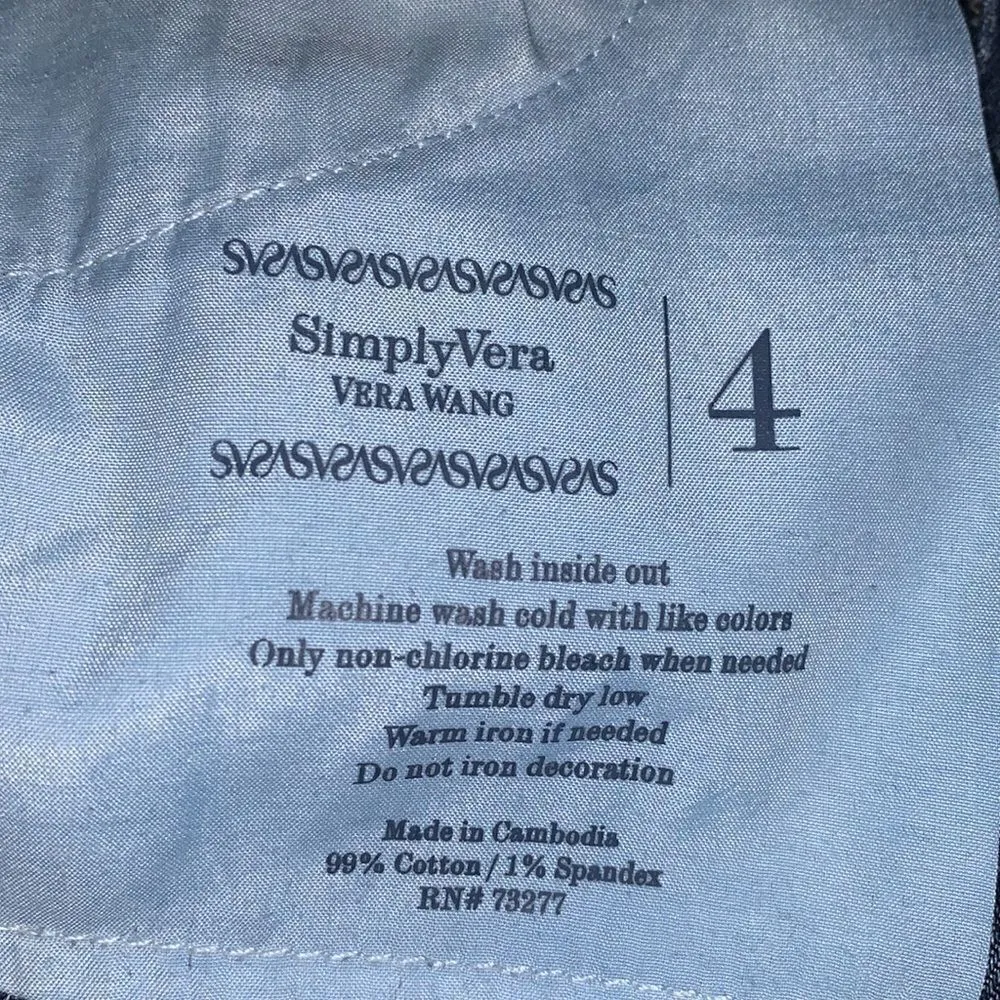 SVSVSVSVSVSVSVSVS
SimplyVera
VERA WANG
SVSVSVSVSVSVSVSVS
4
Wash inside out
Machine wash cold with like colors
Only non-chlorine bleach when needed
Tumble dry low
Warm iron if needed
Do not iron decoration
Made in Cambodia
99% Cotton / 1% Spandex
RN# 73277